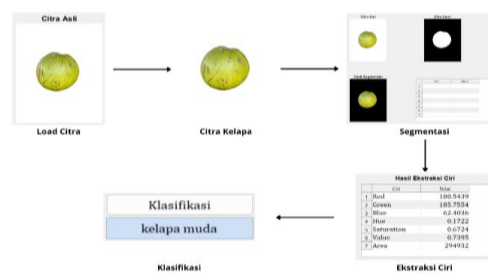 Citra Asli
Load Citra
Citra Kelapa
Segmentasi
Hasil Ekstraksi Ciri
Ciri Nilai
1 Red 180.5439
2 Green 185.7554
3 Blue 62.4036
4 Hue 0.1722
5 Saturation 0.6724
6 Value 0.7395
7 Area 294932
Ekstraksi Ciri
Klasifikasi
kelapa muda
Klasifikasi